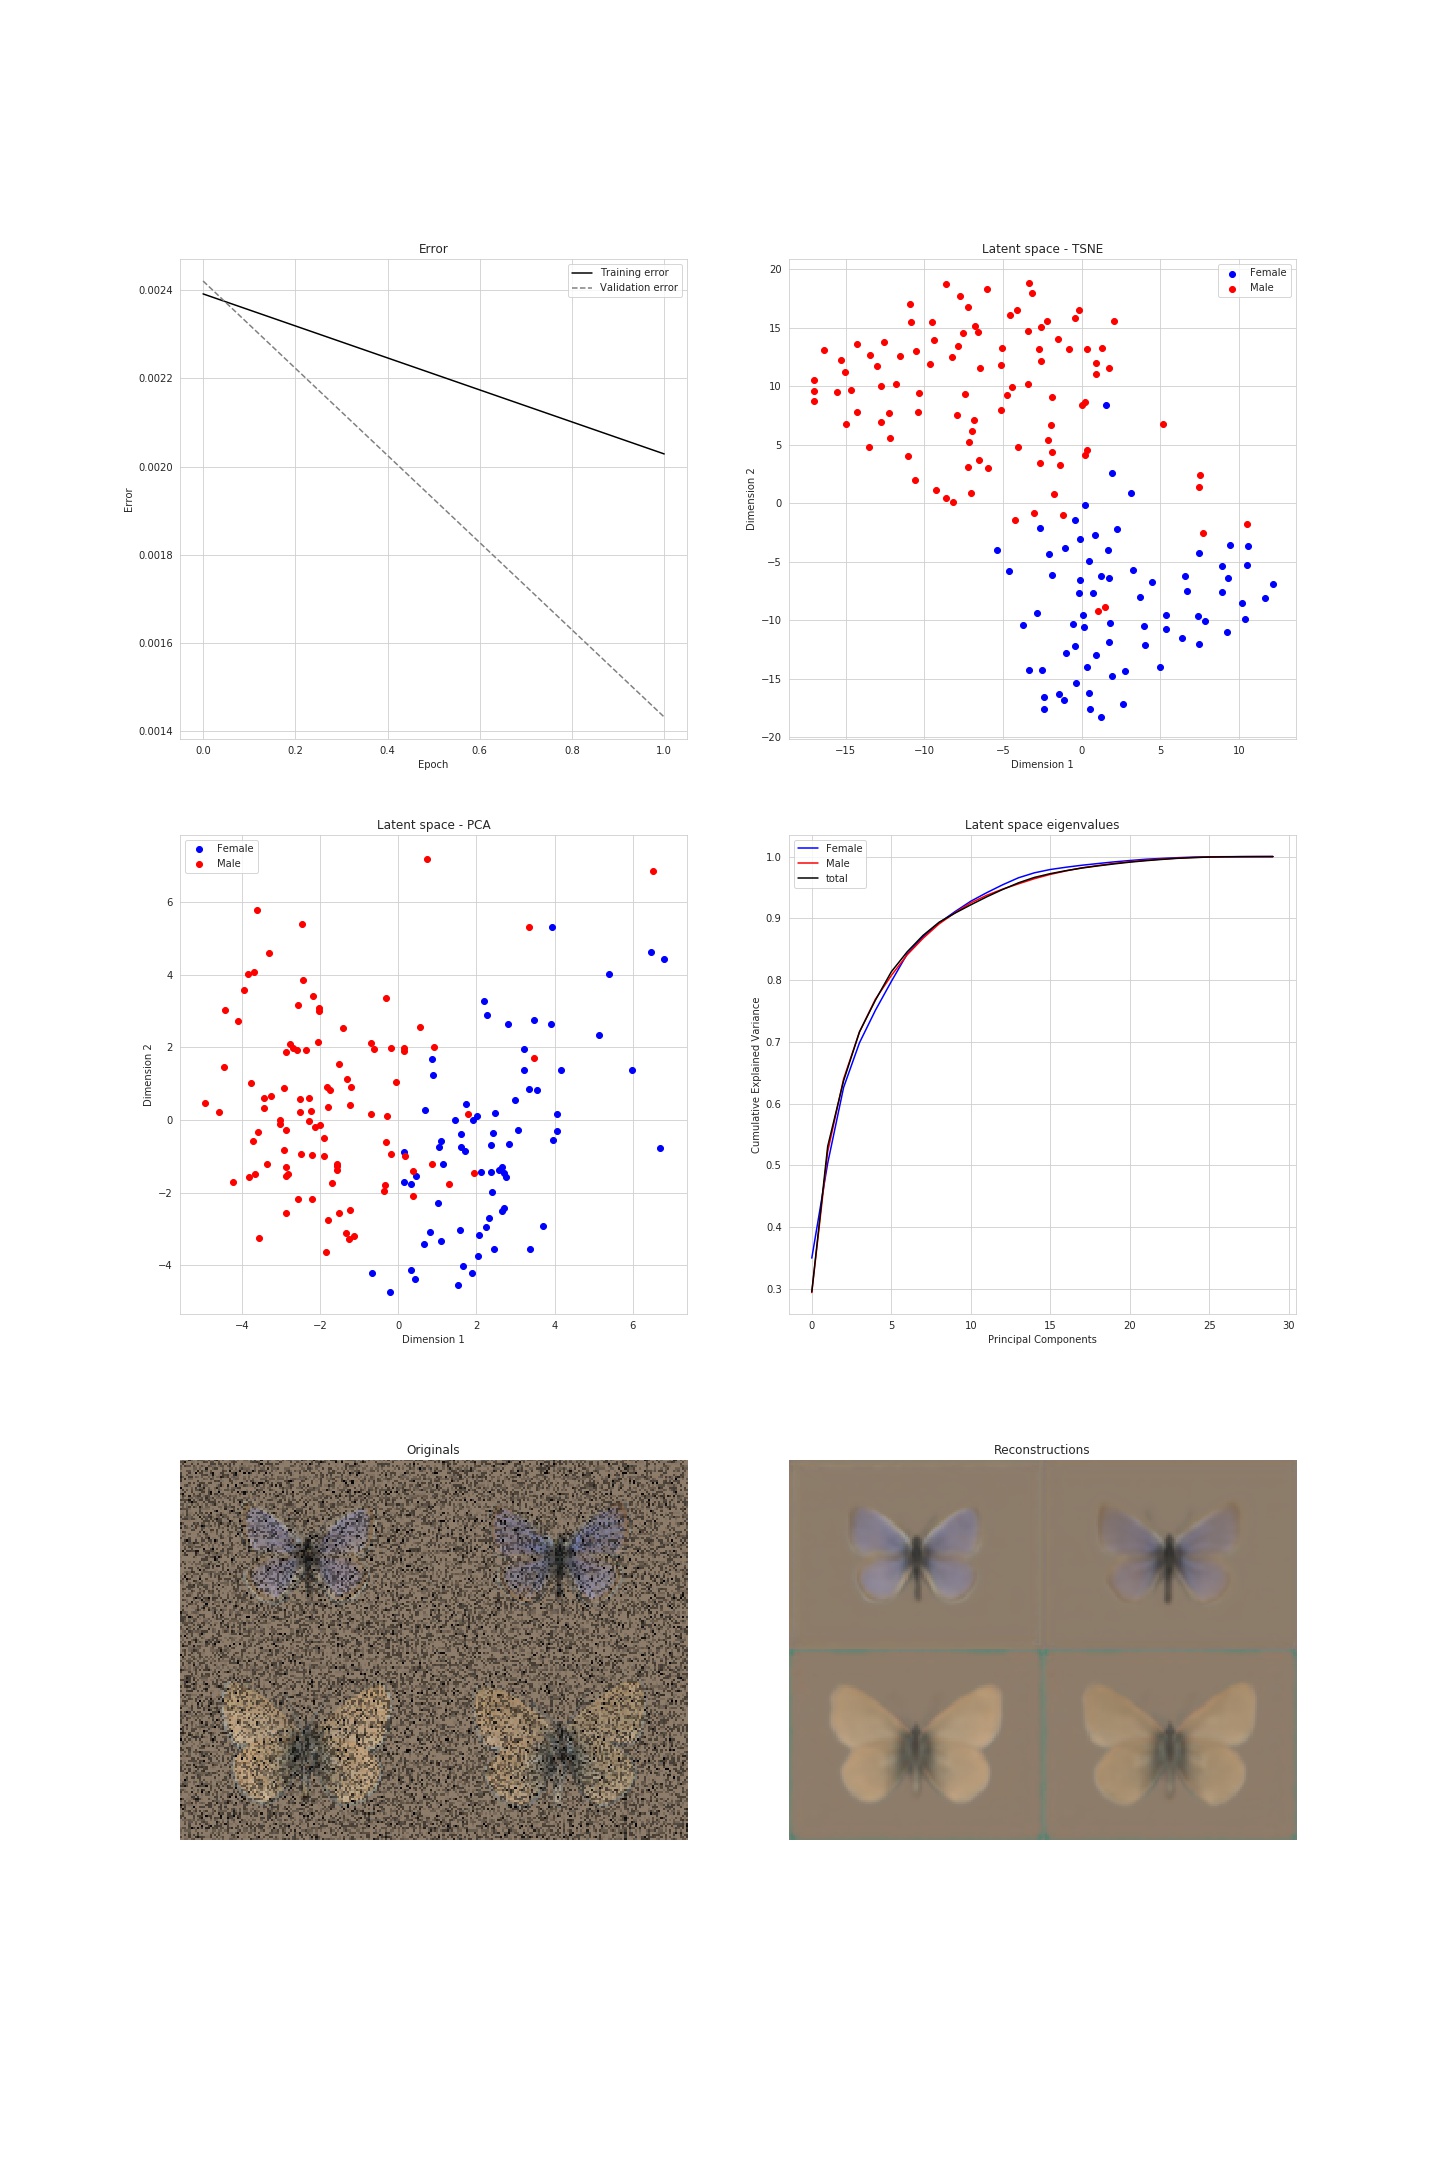 Error
Training error
Validation error
0.0024
0.0022
0.0020
0.0018
0.0016
0.0014
Error
0.0 0.2 0.4 0.6 0.8 1.0
Epoch
Latent space - TSNE
Female
Male
20
15
10
5
0
−5
−10
−15
−20
Dimension 2
−15 −10 −5 0 5 10
Dimension 1
Latent space - PCA
Female
Male
6
4
2
0
−2
−4
Dimension 2
−4 −2 0 2 4 6
Dimension 1
Latent space eigenvalues
Female
Male
total
1.0
0.9
0.8
0.7
0.6
0.5
0.4
0.3
Cumulative Explained Variance
0 5 10 15 20 25 30
Principal Components
Originals
Reconstructions